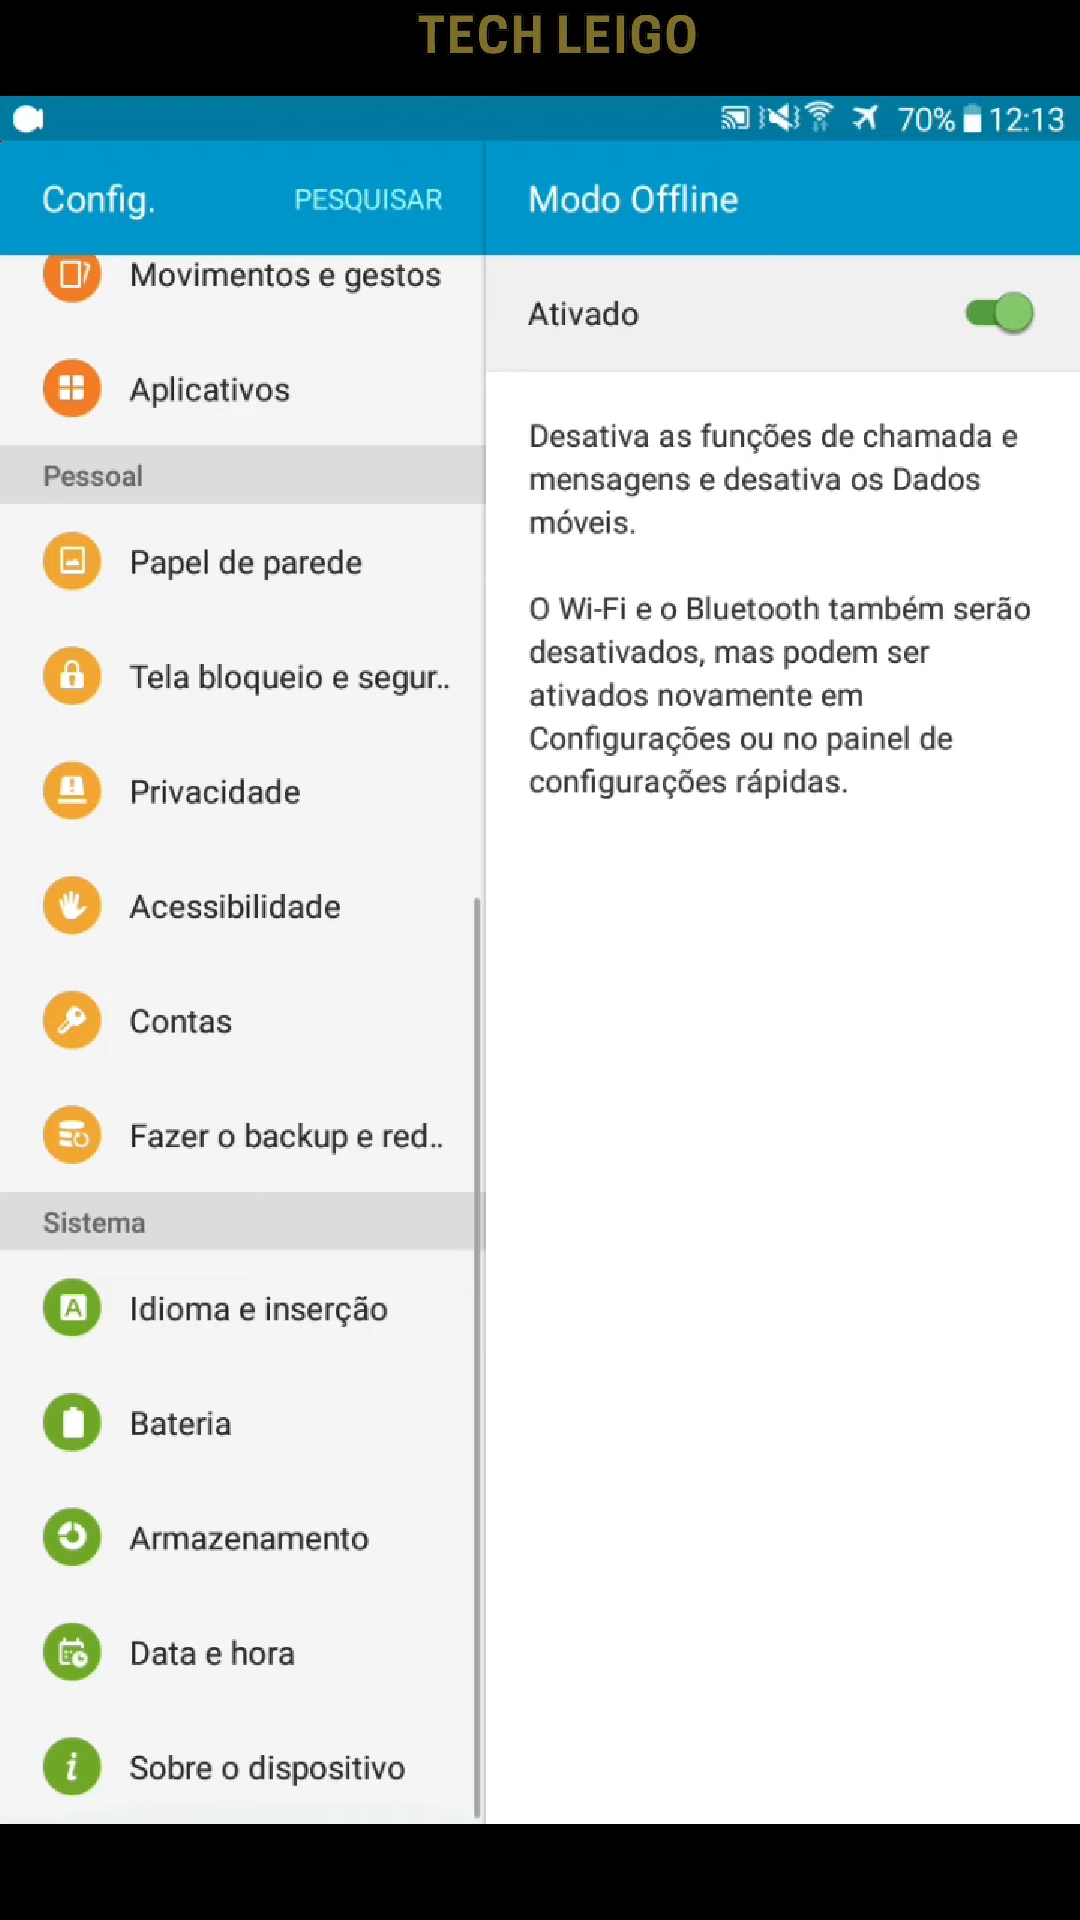 TECH LEIGO
70% 12:13
Config.
PESQUISAR
Movimentos e gestos
Aplicativos
Pessoal
Papel de parede
Tela bloqueio e segur..
Privacidade
Acessibilidade
Contas
Fazer o backup e red..
Sistema
Idioma e inserção
Bateria
Armazenamento
Data e hora
Sobre o dispositivo
Modo Offline
Ativado
Desativa as funções de chamada e
mensagens e desativa os Dados
móveis.
O Wi-Fi e o Bluetooth também serão
desativados, mas podem ser
ativados novamente em
Configurações ou no painel de
configurações rápidas.